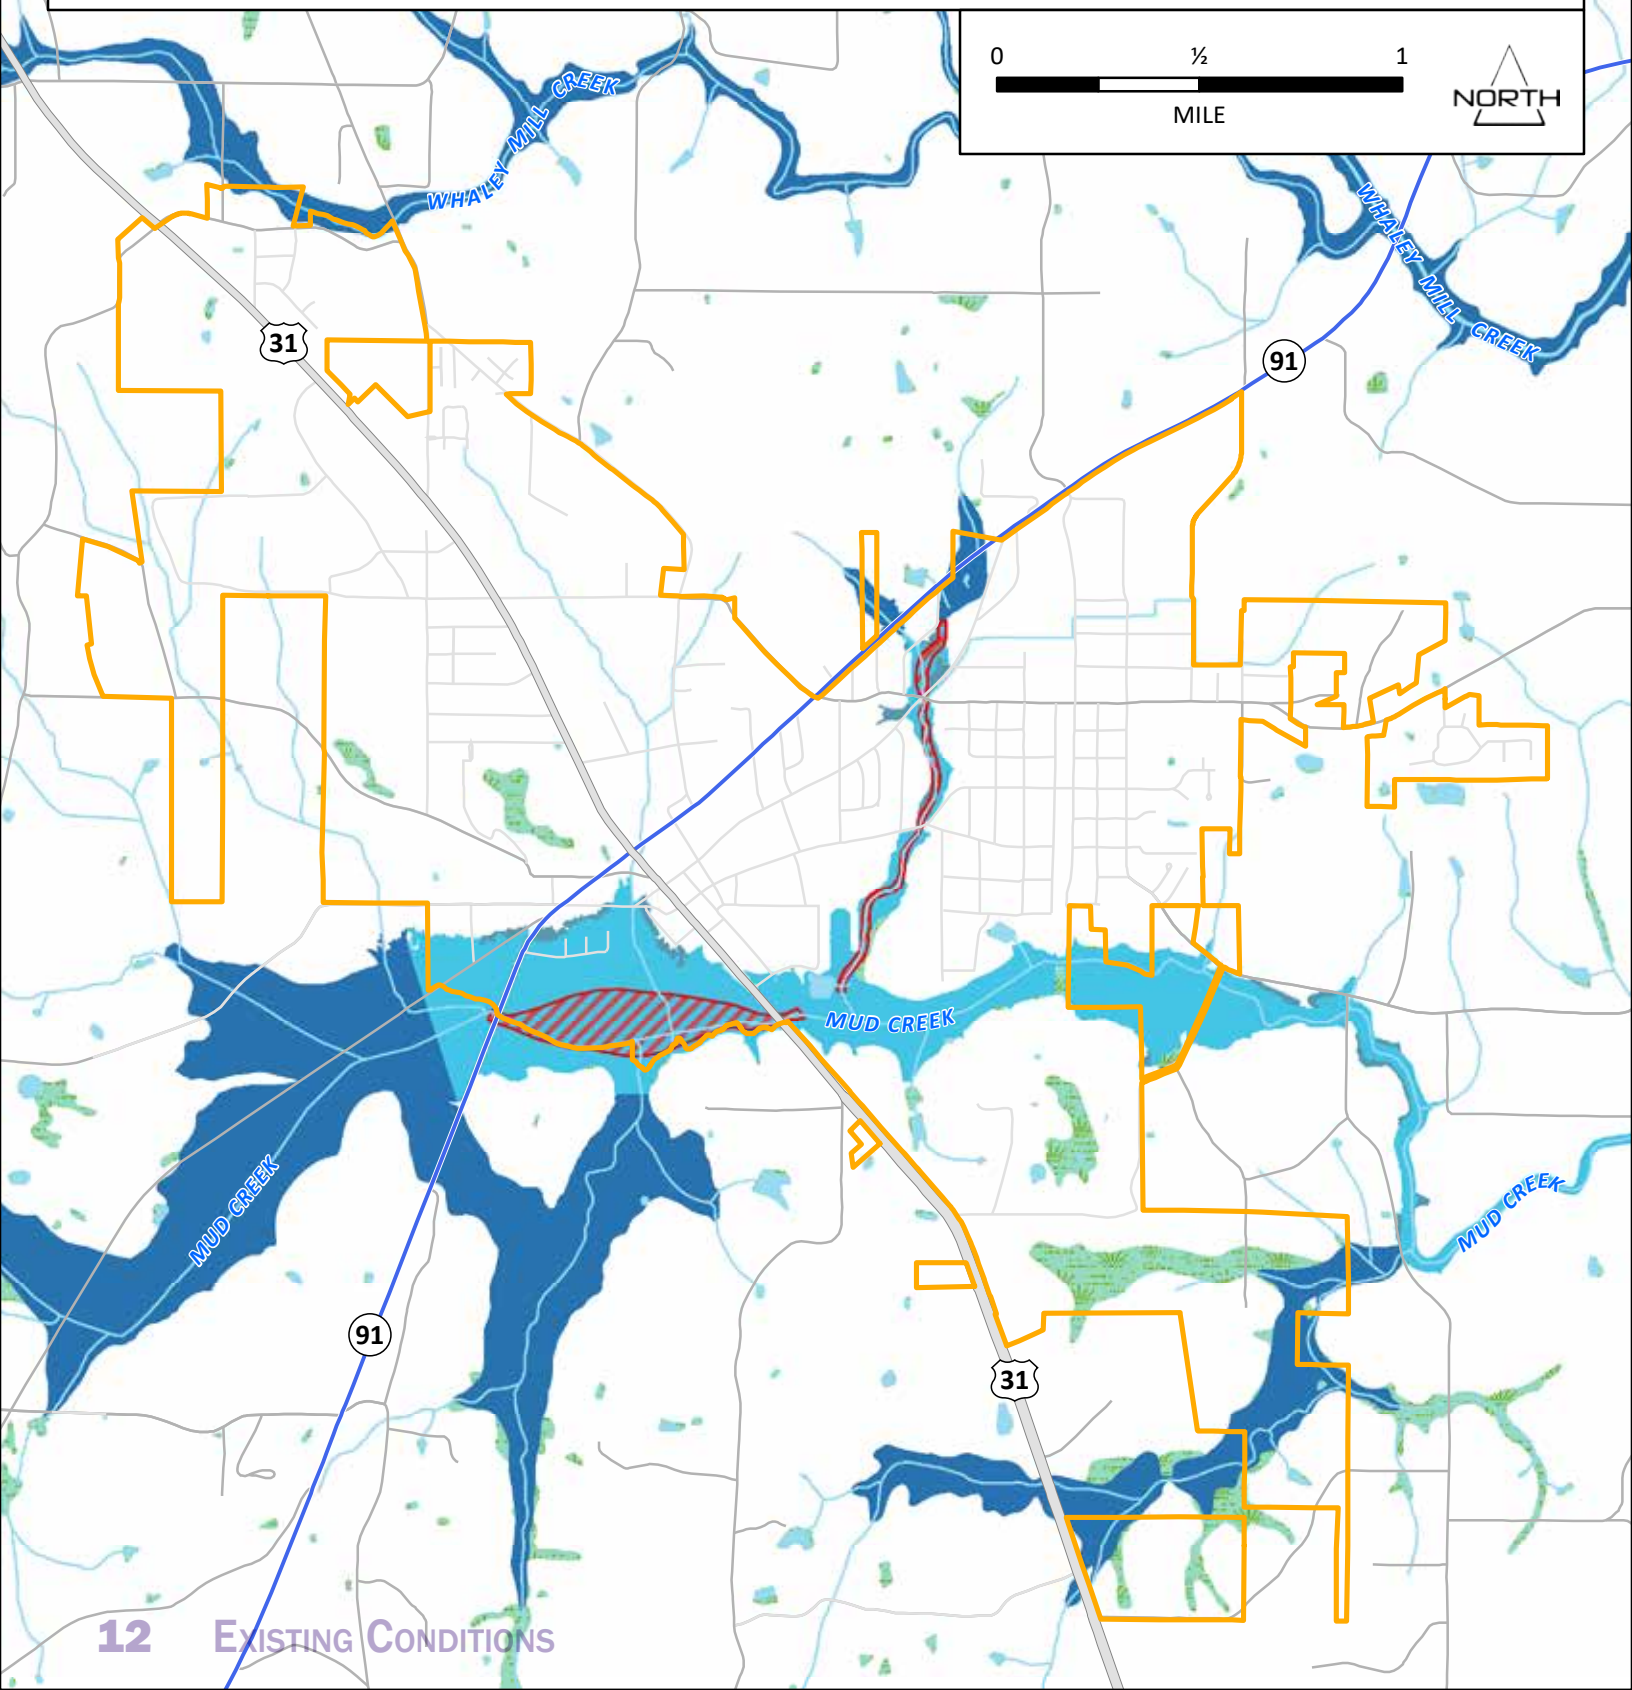 0 ½ 1
MILE
NORTH
WHALEY MILL CREEK
WHALEY MILL CREEK
31
91
MUD CREEK
MUD CREEK
MUD CREEK
91
31
12 EXISTING CONDITIONS